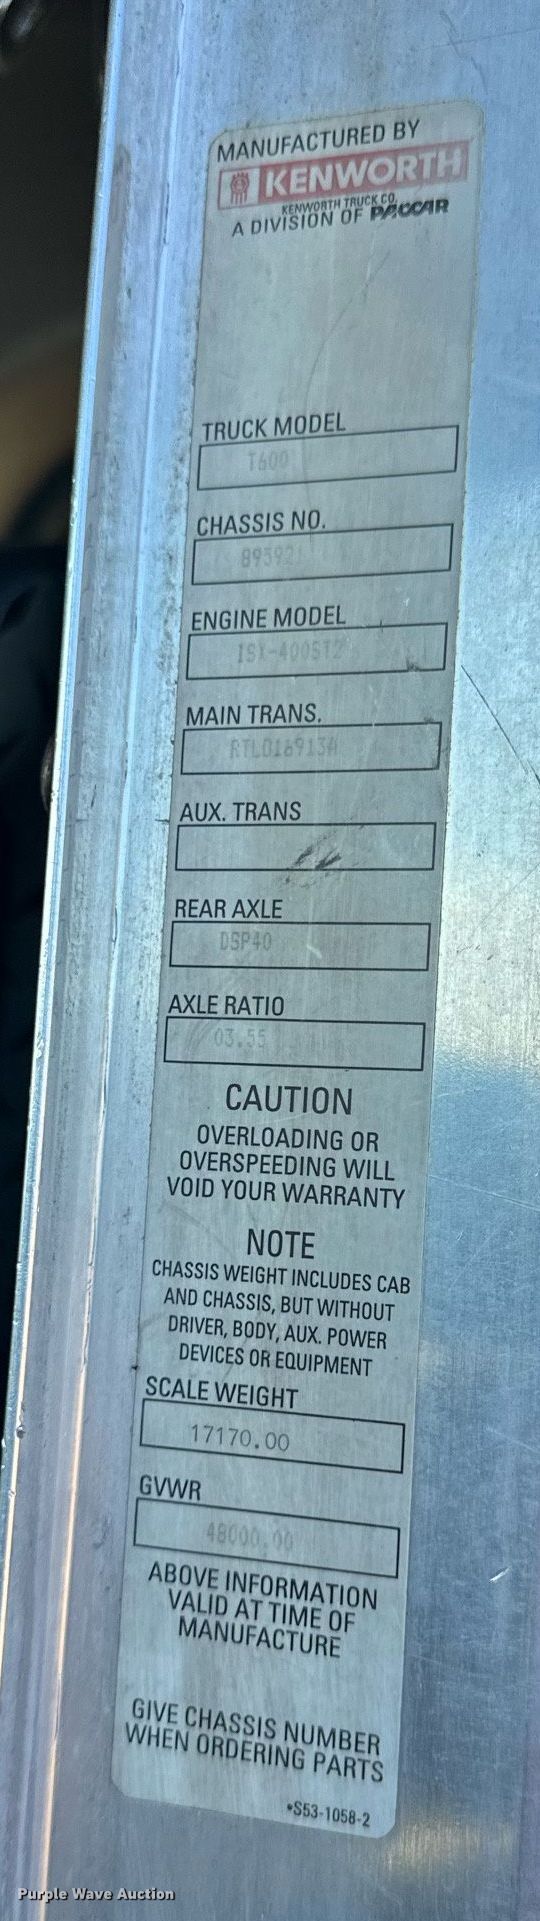 MANUFACTURED BY
KENWORTH
KENWORTH TRUCK CO.
A DIVISION OF PACCAR
TRUCK MODEL
T600
CHASSIS NO.
893921
ENGINE MODEL
ISX-400ST2
MAIN TRANS.
RTLO16913A
AUX. TRANS
REAR AXLE
DSP40
AXLE RATIO
03.55
CAUTION
OVERLOADING OR
OVERSPEEDING WILL
VOID YOUR WARRANTY
NOTE
CHASSIS WEIGHT INCLUDES CAB
AND CHASSIS, BUT WITHOUT
DRIVER, BODY, AUX. POWER
DEVICES OR EQUIPMENT
SCALE WEIGHT
17170.00
GVWR
48000.00
ABOVE INFORMATION
VALID AT TIME OF
MANUFACTURE
GIVE CHASSIS NUMBER
WHEN ORDERING PARTS
•S53-1058-2
Purple Wave Auction